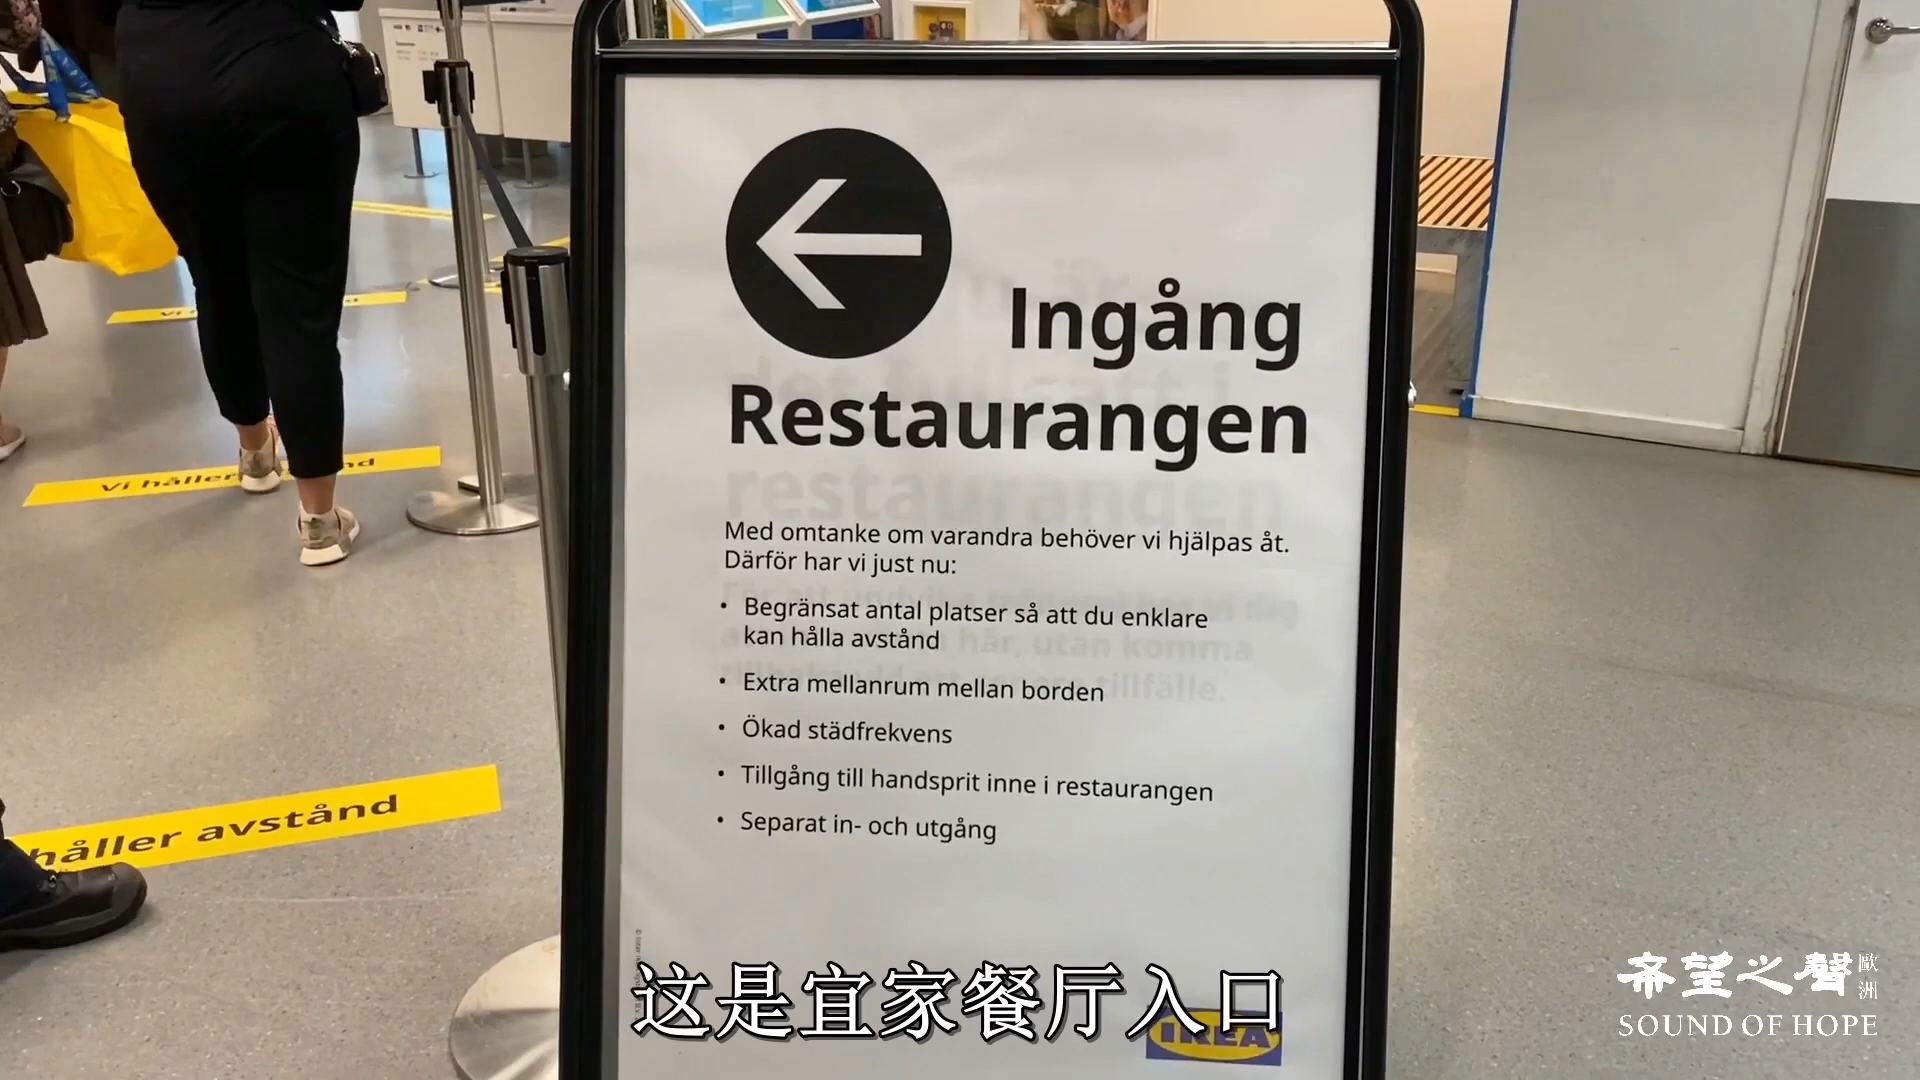 Ingång
Restaurangen
Med omtanke om varandra behöver vi hjälpas åt.
Därför har vi just nu:
• Begränsat antal platser så att du enklare
kan hålla avstånd
• Extra mellanrum mellan borden
• Ökad städfrekvens
• Tillgång till handsprit inne i restaurangen
• Separat in- och utgång
Vi håller
håller avstånd
这是宜家餐厅入口
IKEA
希望之聲 歐洲
SOUND OF HOPE